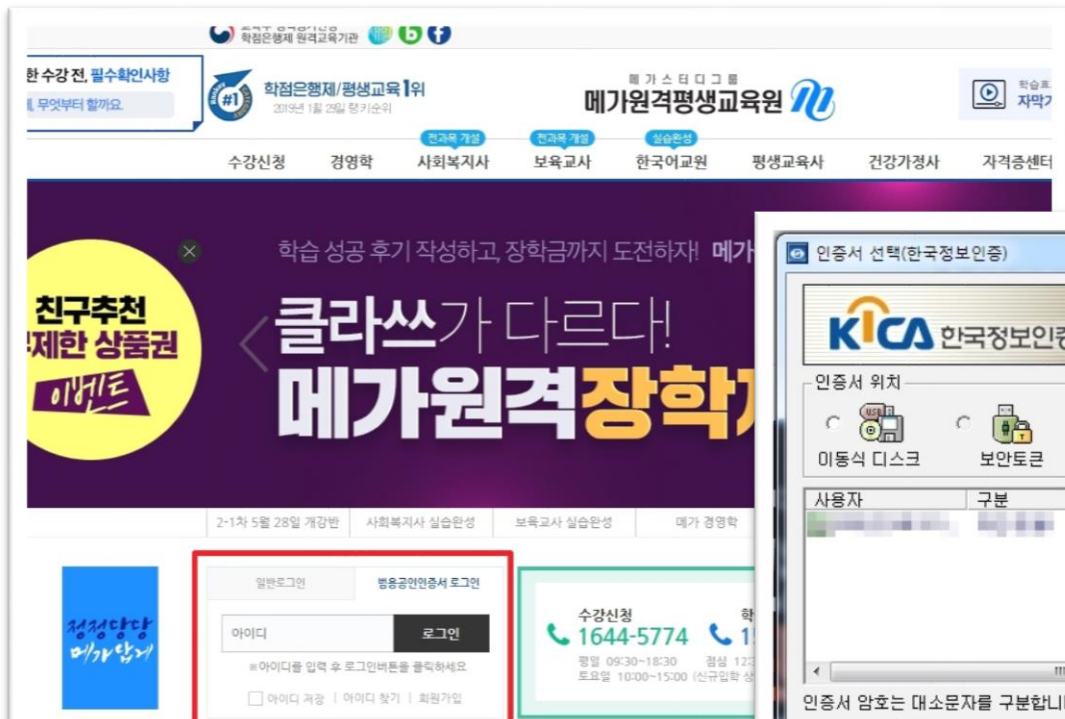 학점은행제 원격교육기관
한 수강 전, 필수확인사항
무엇부터 할까요.
#1
학점은행제/평생교육 1위
2019년 1월 29일 랭키순위
메가스터디그룹
메가원격평생교육원
학습효
자막기
전과목 개설
전과목 개설
실습완성
수강신청
경영학
사회복지사
보육교사
한국어교원
평생교육사
건강가정사
자격증센터
친구추천
무제한 상품권
이벤트
학습 성공 후기 작성하고, 장학금까지 도전하자! 메가
클라쓰가 다르다!
메가원격장학
2-1차 5월 28일 개강반
사회복지사 실습완성
보육교사 실습완성
메가 경영학
정정당당
메가답게
일반로그인
범용공인인증서 로그인
아이디
로그인
※아이디를 입력 후 로그인버튼을 클릭하세요
아이디 저장 | 아이디 찾기 | 회원가입
수강신청
1644-5774
평일 09:30~18:30 점심 12:
토요일 10:00~15:00 (신규입학 상
학
1
인증서 선택(한국정보인증)
KICA 한국정보인증
인증서 위치
이동식 디스크
보안토큰
사용자
구분
인증서 암호는 대소문자를 구분합니